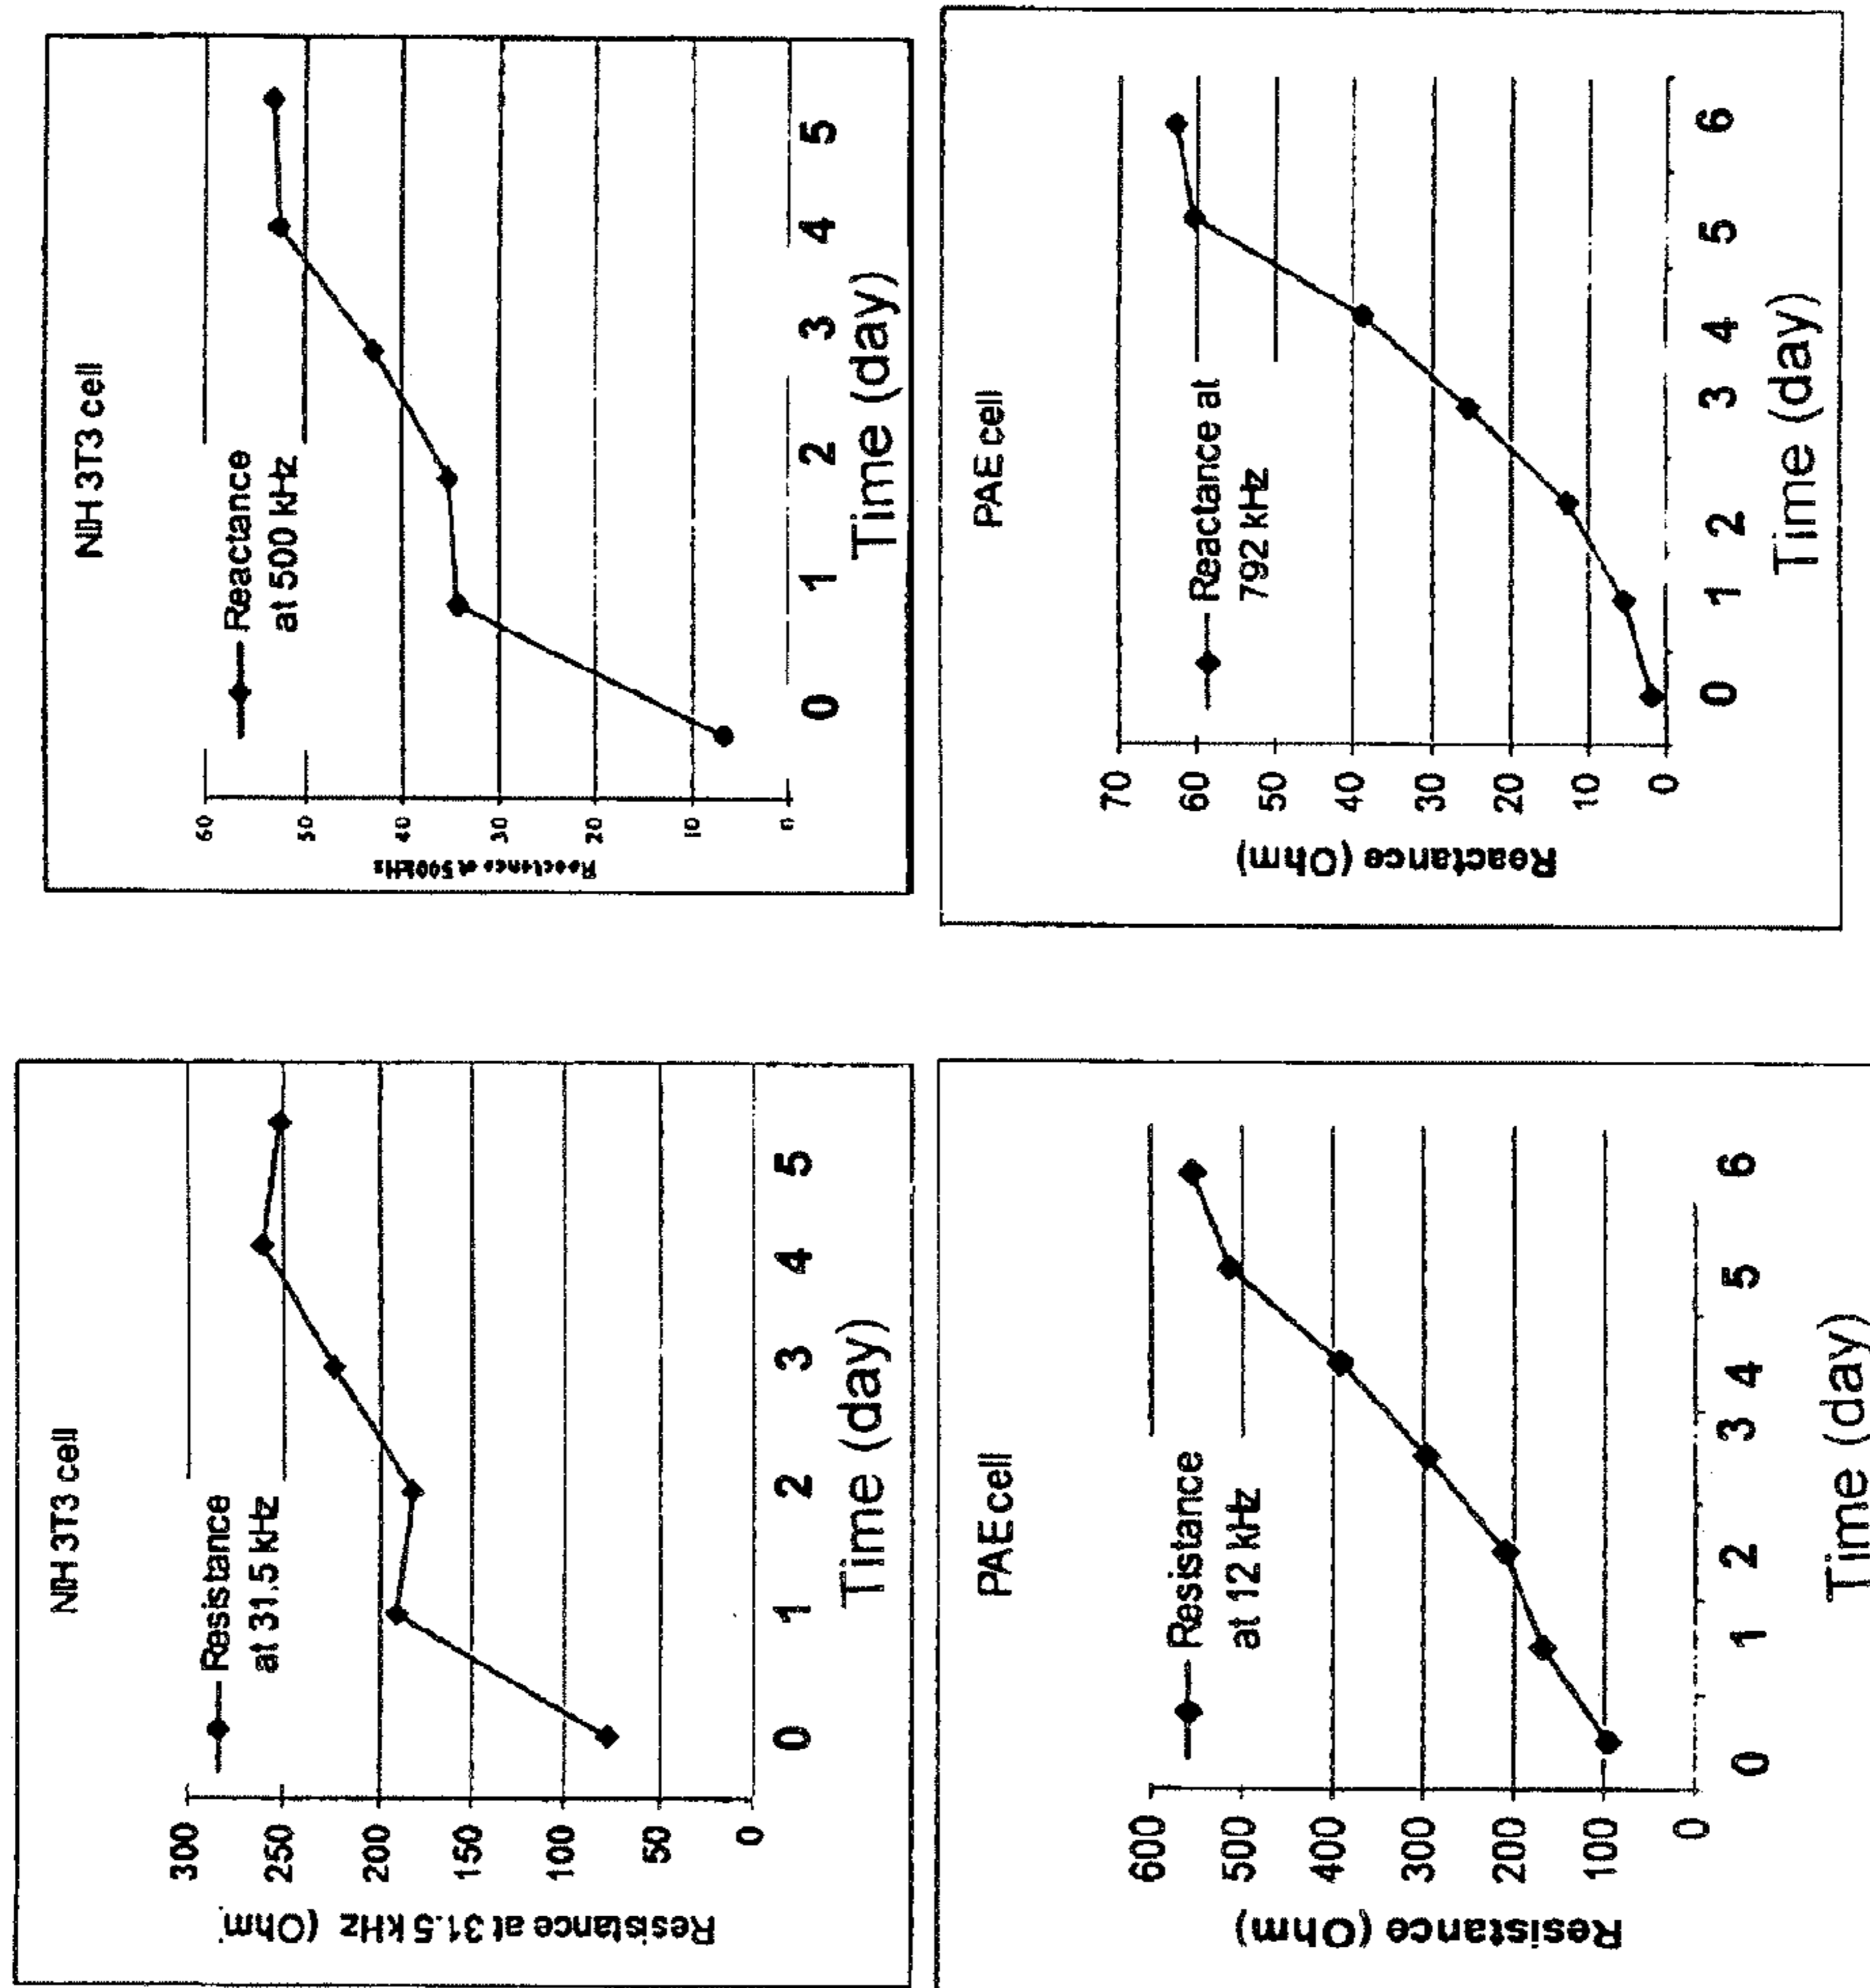 NIH 3T3 cell
Resistance
at 31.5 kHz
300
250
200
150
100
50
0
Resistance at 31.5 kHz (Ohm
0 1 2 3 4 5
Time (day)
NIH 3T3 cell
Reactance
at 500 kHz
60
50
40
30
20
10
0
Reactance at 500kHz
0 1 2 3 4 5
Time (day)
PAE cell
Resistance
at 12 kHz
600
500
400
300
200
100
0
Resistance (Ohm)
0 1 2 3 4 5 6
Time (day)
PAE cell
Reactance at
792 kHz
70
60
50
40
30
20
10
0
Reactance (Ohm)
0 1 2 3 4 5 6
Time (day)